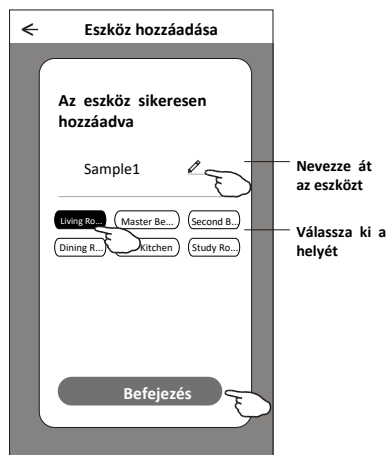 Eszköz hozzáadása
Az eszköz sikeresen
hozzáadva
Sample1
Nevezze át
az eszközt
Living Ro...
Master Be...
Second B...
Válassza ki a
helyét
Dining R...
Kitchen
Study Ro...
Befejezés